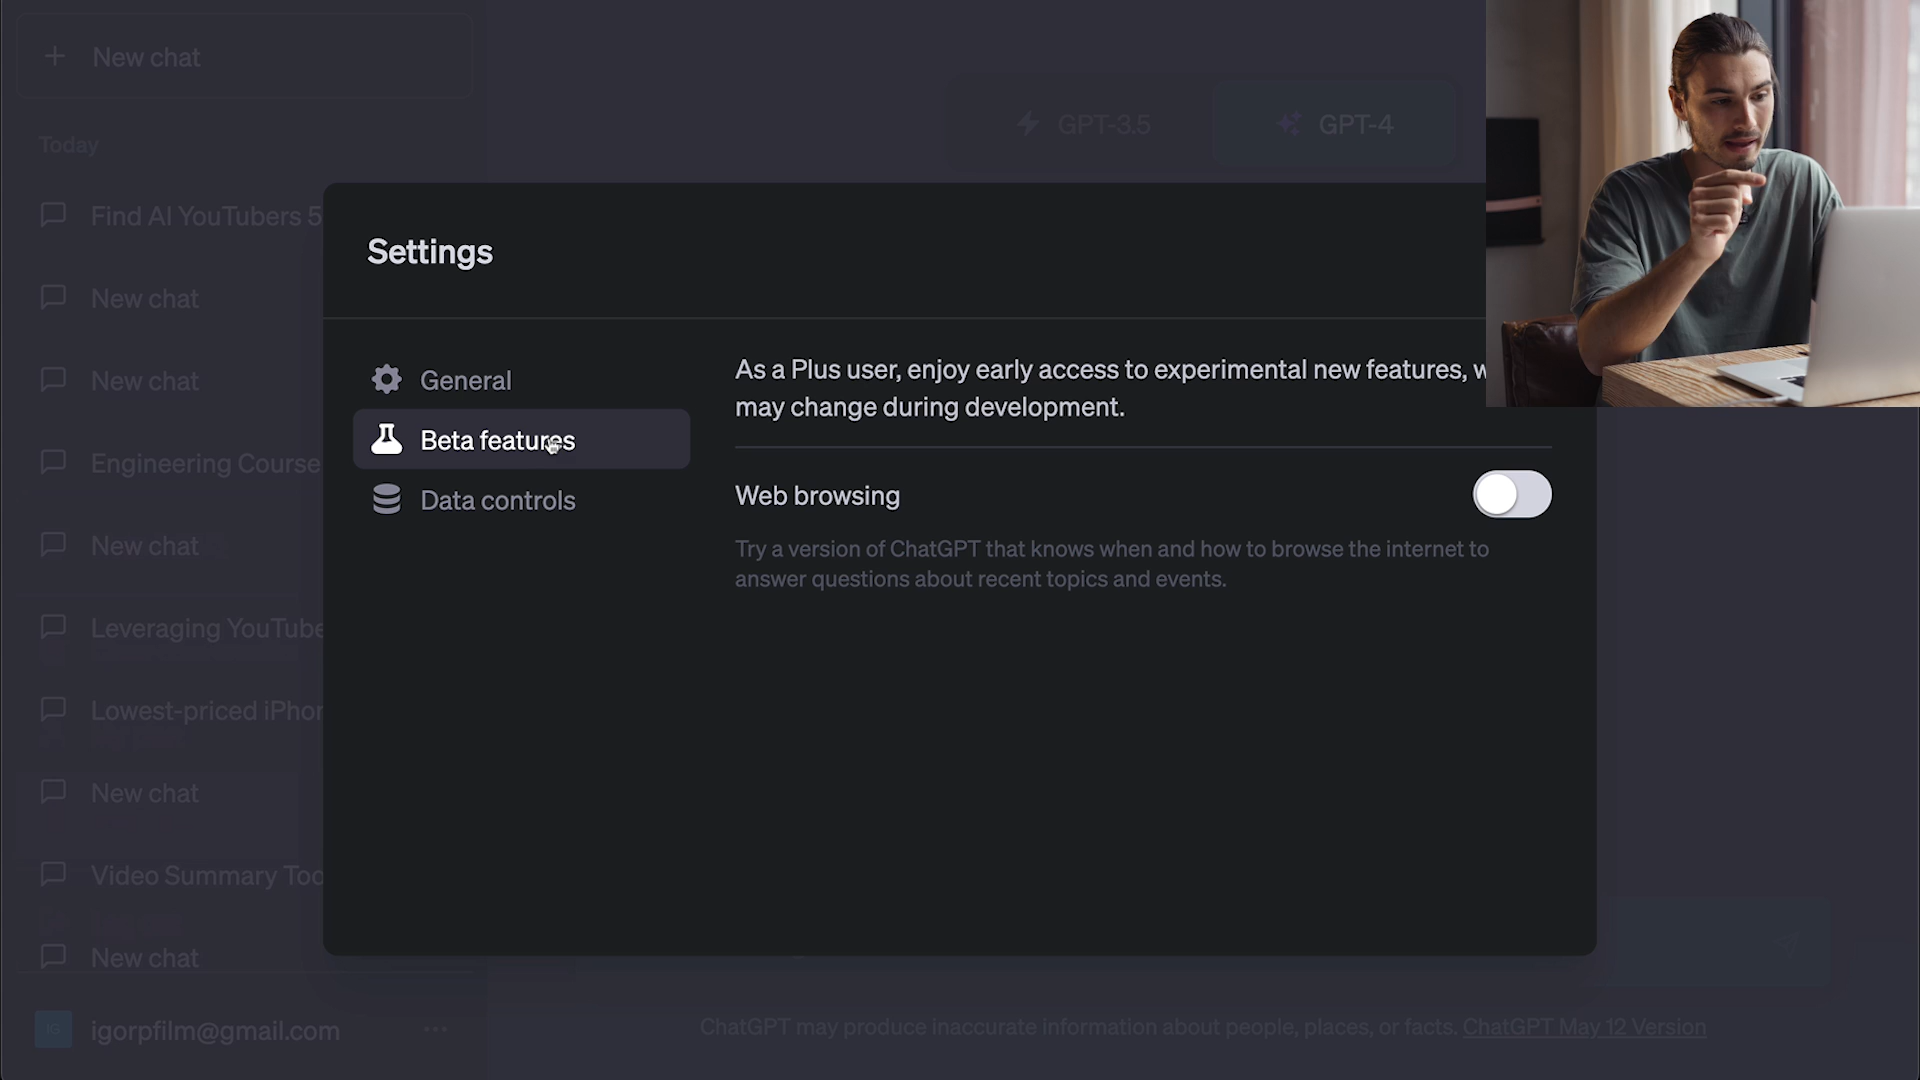 New chat
GPT-3.5
GPT-4
Today
Find AI YouTubers 5
New chat
New chat
Engineering Course
New chat
Leveraging YouTube
Lowest-priced iPhon
New chat
Video Summary Too
New chat
IG
igorpfilm@gmail.com
Settings
General
Beta features
Data controls
As a Plus user, enjoy early access to experimental new features, w
may change during development.
Web browsing
Try a version of ChatGPT that knows when and how to browse the internet to
answer questions about recent topics and events.
ChatGPT may produce inaccurate information about people, places, or facts. ChatGPT May 12 Version